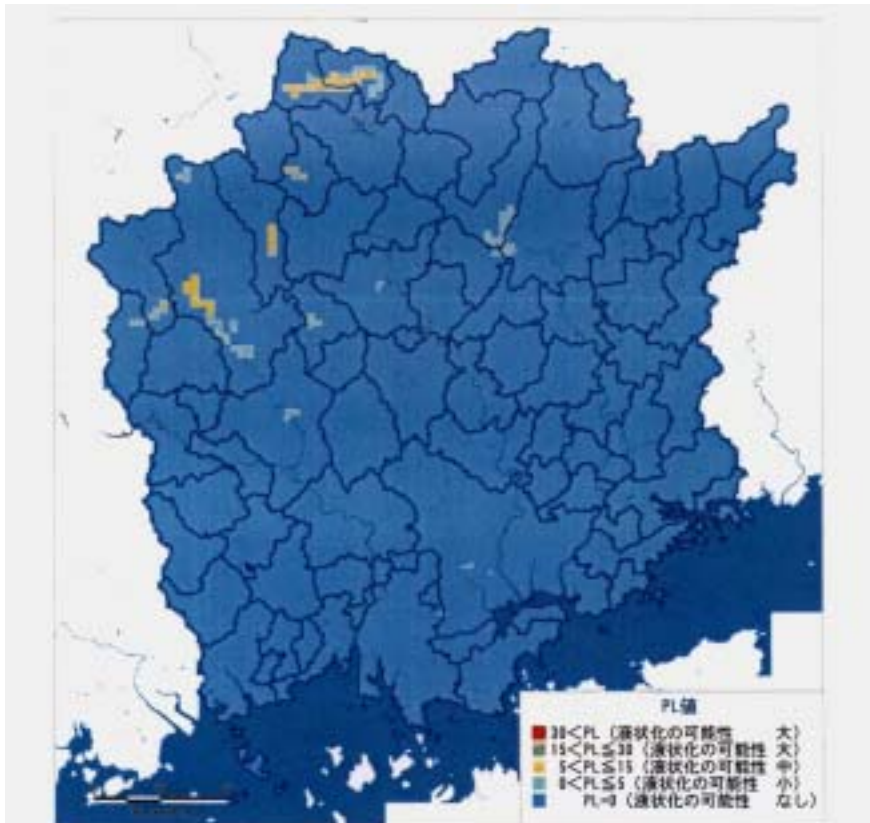 PL値
30<PL (液状化の可能性 大)
15<PL≦30 (液状化の可能性 大)
5<PL≦15 (液状化の可能性 中)
0<PL≦5 (液状化の可能性 小)
PL=0 (液状化の可能性 なし)